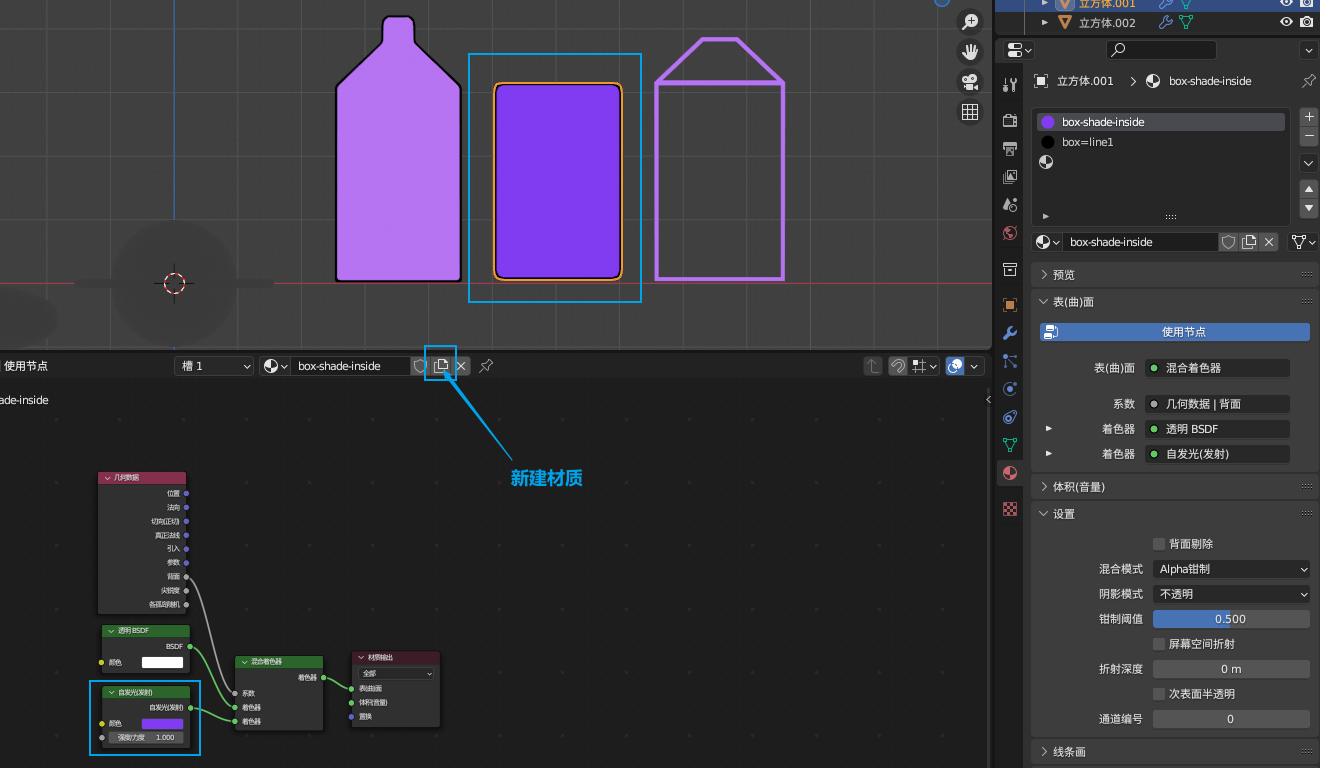 立方体.001
立方体.002
立方体.001
box-shade-inside
box-shade-inside
box=line1
box-shade-inside
预览
表(曲)面
使用节点
表(曲)面
混合着色器
系数
几何数据 | 背面
着色器
透明 BSDF
着色器
自发光(发射)
体积(音量)
设置
背面剔除
混合模式
Alpha钳制
阴影模式
不透明
钳制阈值
0.500
屏幕空间折射
折射深度
0 m
次表面半透明
通道编号
0
线条画
使用节点
槽 1
box-shade-inside
ade-inside
新建材质
几何数据
位置
法向
切向(正切)
真正法线
引入
参数
背面
尖锐度
各孤岛随机
透明 BSDF
BSDF
颜色
自发光(发射)
自发光(发射)
颜色
强度/力度
1.000
混合着色器
着色器
系数
着色器
着色器
材质输出
全部
表(曲)面
体积(音量)
置换